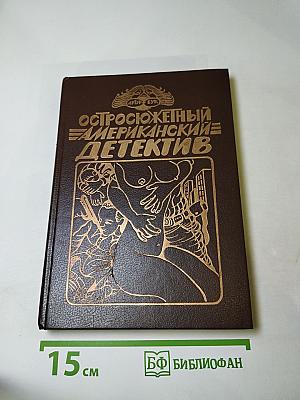 ОСТРОСЮЖЕТНЫЙ
АМЕРИКАНСКИЙ
ДЕТЕКТИВ
15 см
БФ БИБЛИОФАН